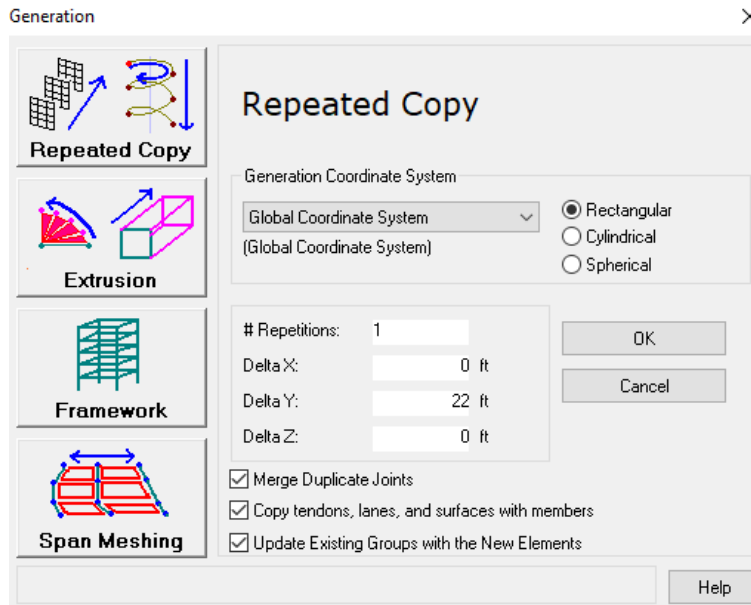 Generation
Repeated Copy
Extrusion
Framework
Span Meshing
Repeated Copy
Generation Coordinate System
Global Coordinate System
(Global Coordinate System)
Rectangular
Cylindrical
Spherical
# Repetitions: 1
Delta X: 0 ft
Delta Y: 22 ft
Delta Z: 0 ft
OK
Cancel
Merge Duplicate Joints
Copy tendons, lanes, and surfaces with members
Update Existing Groups with the New Elements
Help